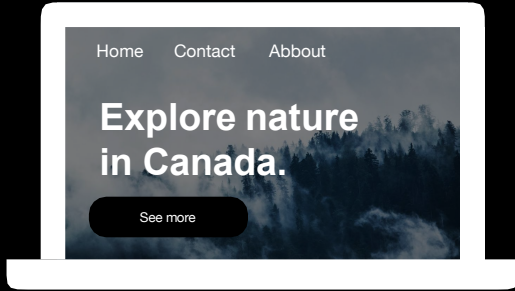 Home Contact Abbout
Explore nature
in Canada.
See more